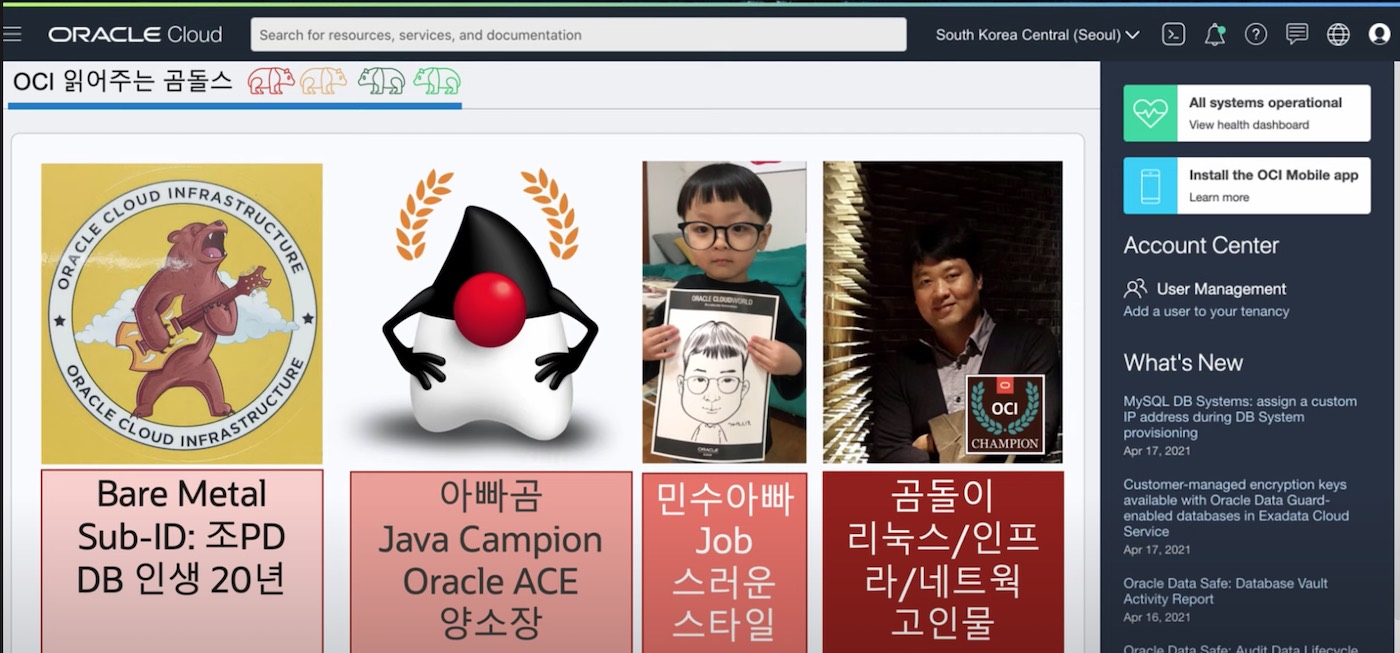 ORACLE Cloud
Search for resources, services, and documentation
South Korea Central (Seoul)
OCI 읽어주는 곰돌스
All systems operational
View health dashboard
Install the OCI Mobile app
Learn more
Account Center
User Management
Add a user to your tenancy
What's New
MySQL DB Systems: assign a custom
IP address during DB System
provisioning
Apr 17, 2021
Customer-managed encryption keys
available with Oracle Data Guard-
enabled databases in Exadata Cloud
Service
Apr 17, 2021
Oracle Data Safe: Database Vault
Activity Report
Apr 16, 2021
Oracle Data Safe: Audit Data Lifecycle
ORACLE CLOUD INFRASTRUCTURE
ORACLE CLOUD INFRASTRUCTURE
ORACLE CLOUDWORLD
ORACLE
OCI
CHAMPION
Bare Metal
Sub-ID: 조PD
DB 인생 20년
아빠곰
Java Campion
Oracle ACE
양소장
민수아빠
Job
스러운
스타일
곰돌이
리눅스/인프
라/네트웍
고인물